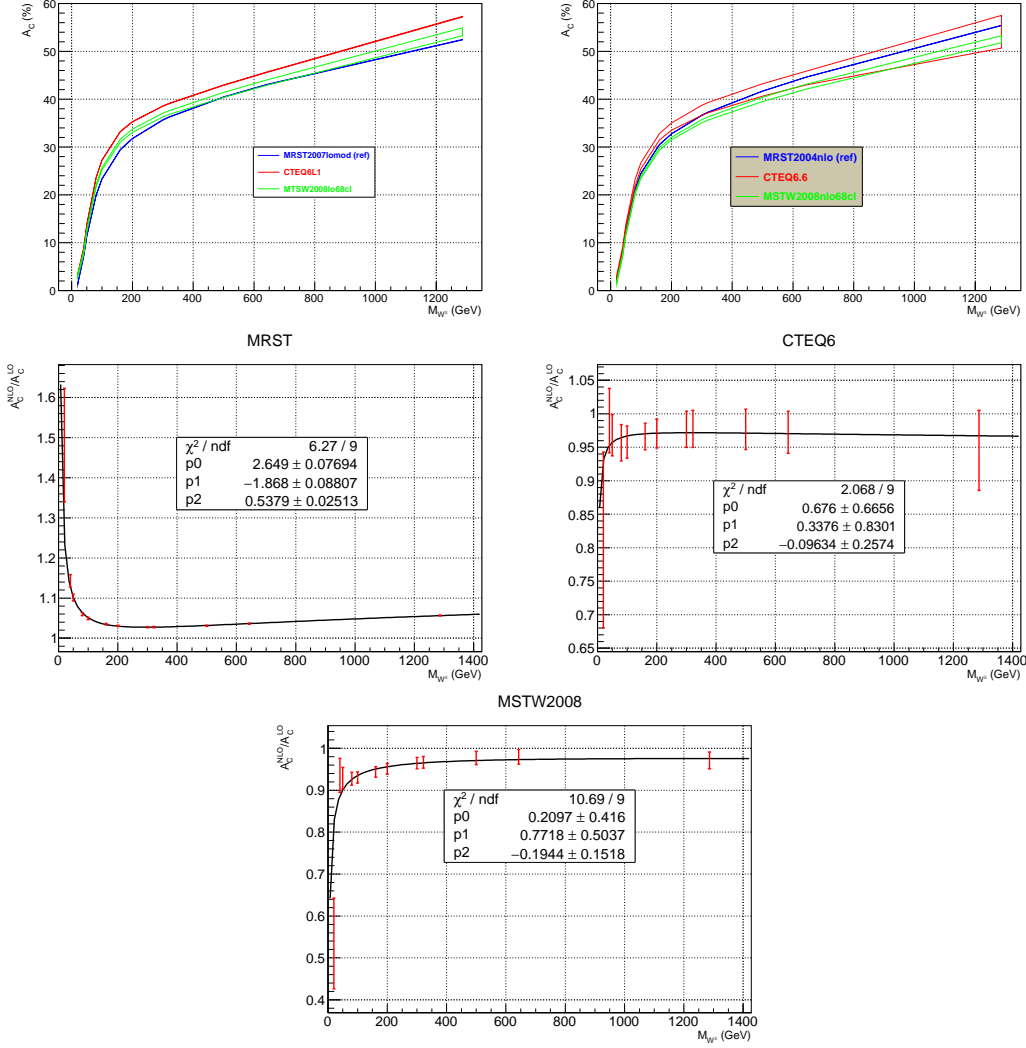 A_C (%)
60
50
40
30
20
10
0
MRST2007lomod (ref)
CTEQ6L1
MTSW2008lo68cl
0 200 400 600 800 1000 1200
M_W± (GeV)
A_C (%)
60
50
40
30
20
10
0
MRST2004nlo (ref)
CTEQ6.6
MSTW2008nlo68cl
0 200 400 600 800 1000 1200
M_W± (GeV)
MRST
A_C^NLO/A_C^LO
1.6
1.5
1.4
1.3
1.2
1.1
1
χ² / ndf 6.27 / 9
p0 2.649 ± 0.07694
p1 −1.868 ± 0.08807
p2 0.5379 ± 0.02513
0 200 400 600 800 1000 1200 1400
M_W± (GeV)
CTEQ6
A_C^NLO/A_C^LO
1.05
1
0.95
0.9
0.85
0.8
0.75
0.7
0.65
χ² / ndf 2.068 / 9
p0 0.676 ± 0.6656
p1 0.3376 ± 0.8301
p2 −0.09634 ± 0.2574
0 200 400 600 800 1000 1200 1400
M_W± (GeV)
MSTW2008
A_C^NLO/A_C^LO
1
0.9
0.8
0.7
0.6
0.5
0.4
χ² / ndf 10.69 / 9
p0 0.2097 ± 0.416
p1 0.7718 ± 0.5037
p2 −0.1944 ± 0.1518
0 200 400 600 800 1000 1200 1400
M_W± (GeV)